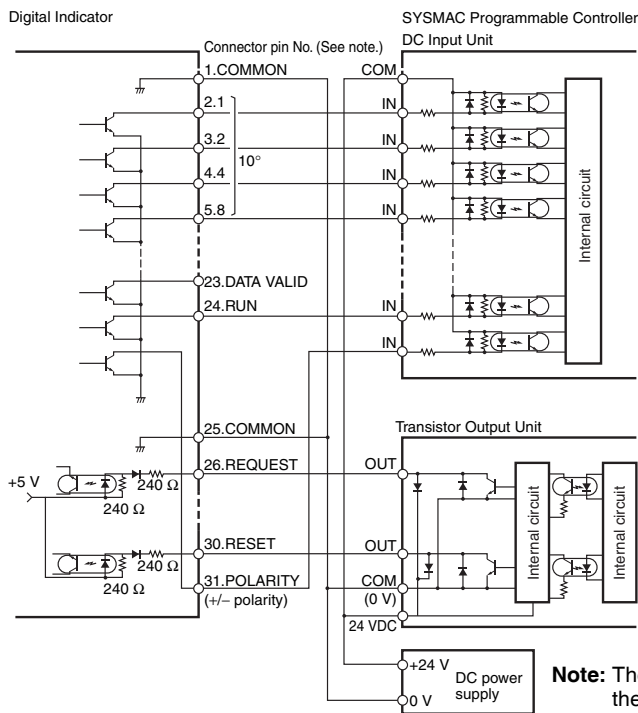 Digital Indicator
SYSMAC Programmable Controller
DC Input Unit
Connector pin No. (See note.)
1.COMMON
COM
2.1
IN
3.2
IN
10°
4.4
IN
5.8
IN
Internal circuit
23.DATA VALID
24.RUN
IN
IN
25.COMMON
Transistor Output Unit
26.REQUEST
OUT
+5 V
240 Ω
240 Ω
Internal circuit
Internal circuit
30.RESET
OUT
240 Ω
240 Ω
31.POLARITY
(+/− polarity)
COM
(0 V)
24 VDC
+24 V
DC power
supply
0 V
Note: The
the